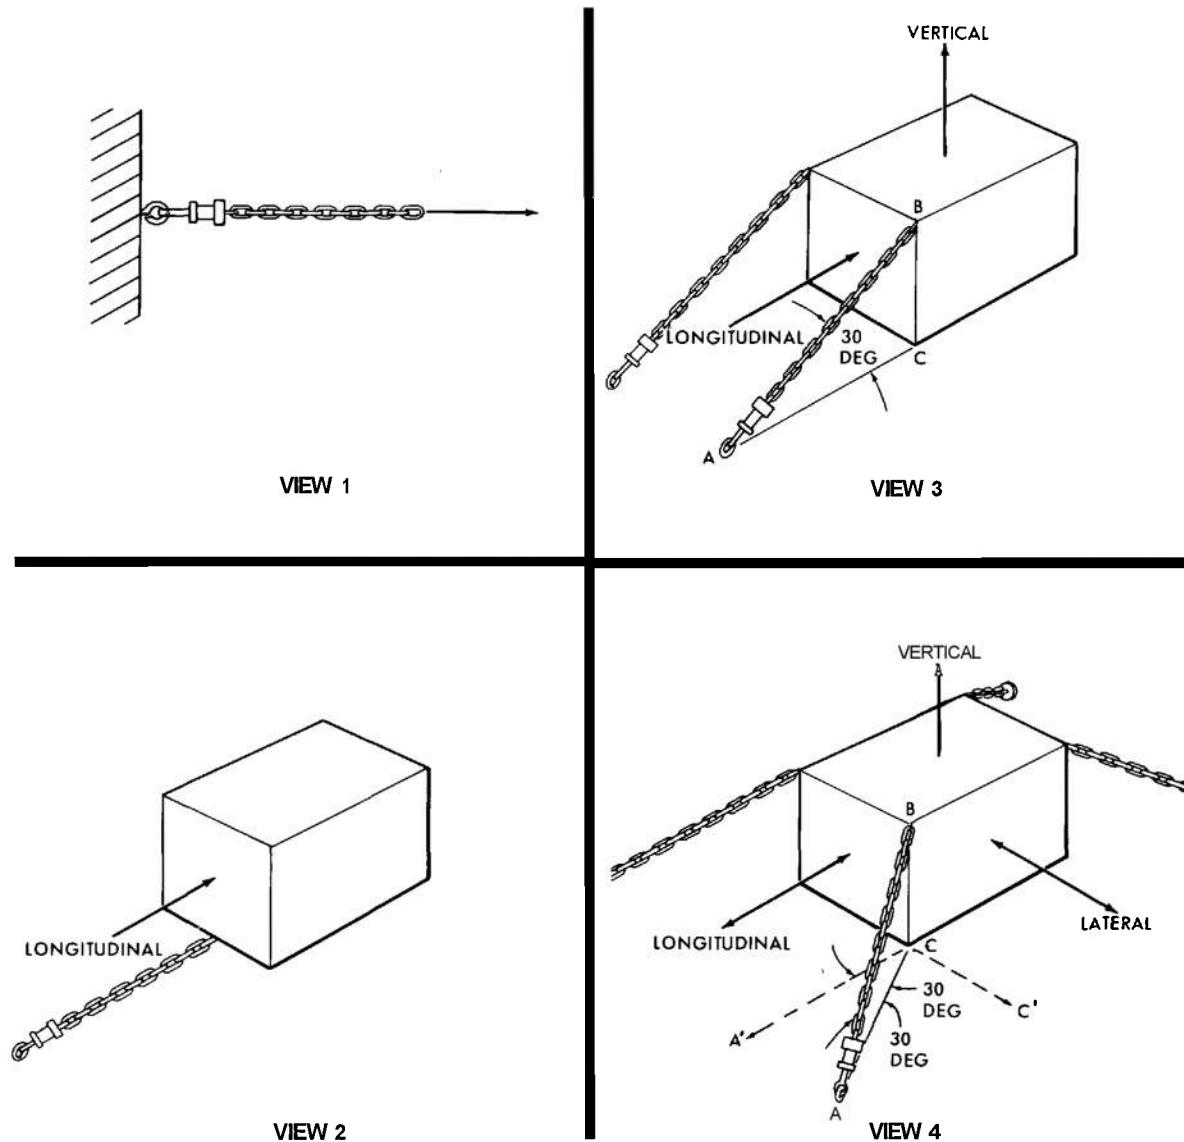 VIEW 1
VERTICAL
B
LONGITUDINAL
30
DEG
C
A
VIEW 3
LONGITUDINAL
VIEW 2
VERTICAL
B
LONGITUDINAL
LATERAL
C
30
DEG
C'
A'
30
DEG
A
VIEW 4